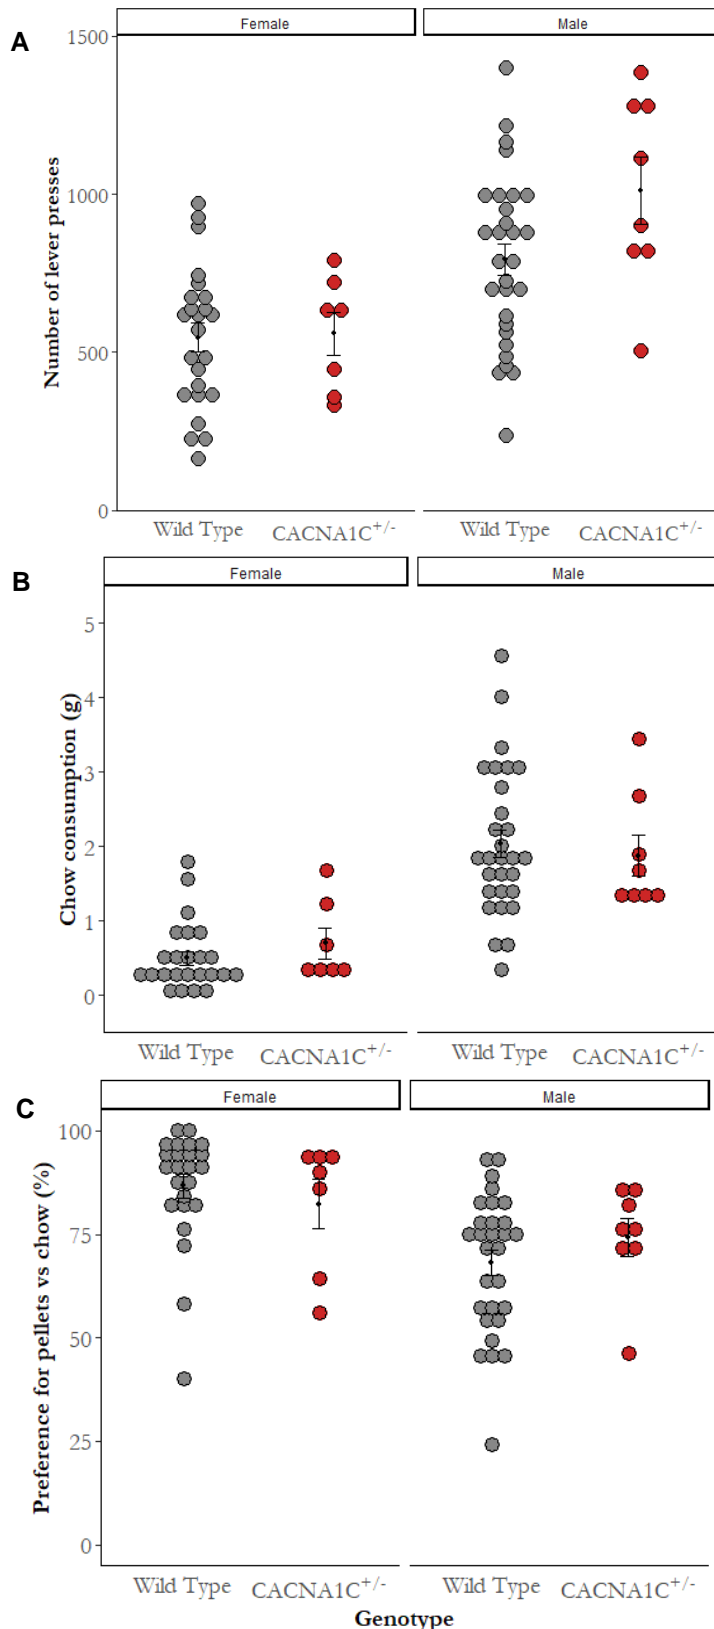 A
Female
Male
Number of lever presses
1500
1000
500
0
Wild Type
CACNA1C+/-
Wild Type
CACNA1C+/-
B
Female
Male
Chow consumption (g)
5
4
3
2
1
0
Wild Type
CACNA1C+/-
Wild Type
CACNA1C+/-
C
Female
Male
Preference for pellets vs chow (%)
100
75
50
25
0
Wild Type
CACNA1C+/-
Wild Type
CACNA1C+/-
Genotype